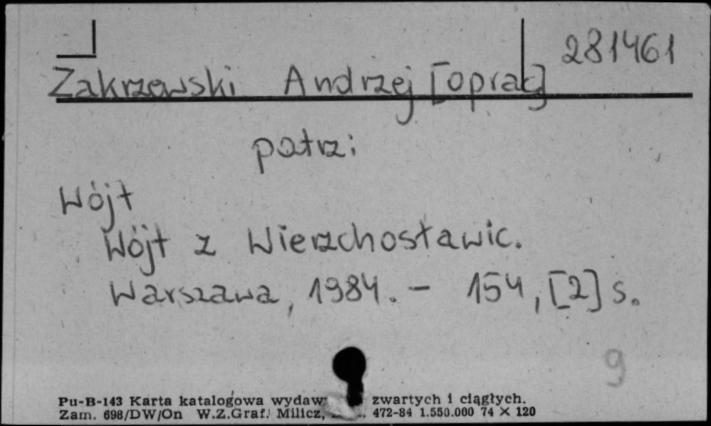 281461
Zakrzewski Andrzej [oprac]
patrz:
Wójt
Wójt z Wierzchosławic.
Warszawa, 1984. - 154, [2] s.
9
Pu-B-143 Karta katalogowa wydaw zwartych i ciągłych.
Zam. 698/DW/On W.Z.Graf. Milicz, 472-84 1.550.000 74 × 120